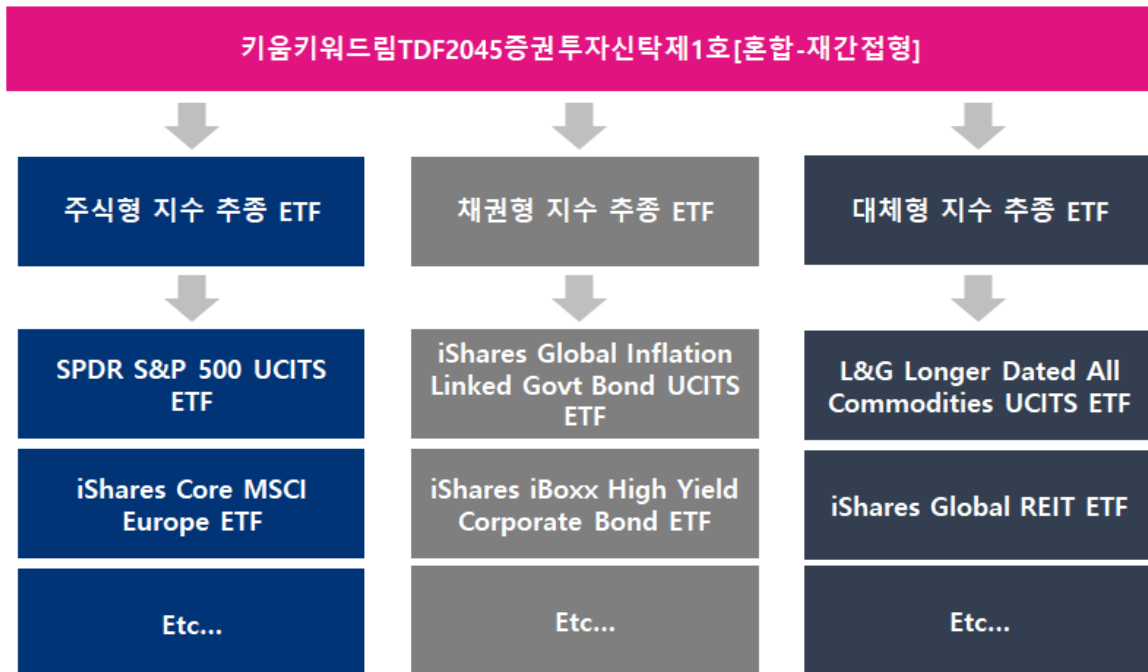 키움키워드림TDF2045증권투자신탁제1호[혼합-재간접형]
주식형 지수 추종 ETF
채권형 지수 추종 ETF
대체형 지수 추종 ETF
SPDR S&P 500 UCITS
ETF
iShares Global Inflation
Linked Govt Bond UCITS
ETF
L&G Longer Dated All
Commodities UCITS ETF
iShares Core MSCI
Europe ETF
iShares iBoxx High Yield
Corporate Bond ETF
iShares Global REIT ETF
Etc...
Etc...
Etc...